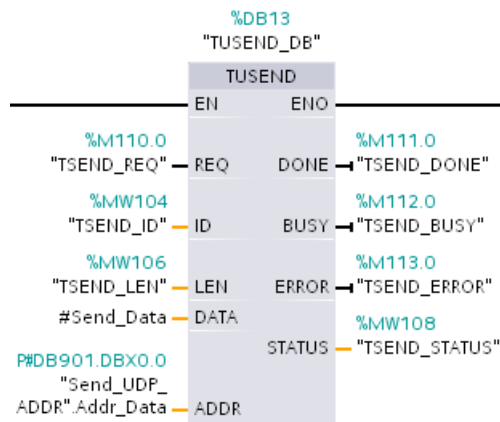 %DB13
"TUSEND_DB"
TUSEND
EN ENO
%M110.0 %M111.0
"TSEND_REQ" REQ DONE "TSEND_DONE"
%MW104 %M112.0
"TSEND_ID" ID BUSY "TSEND_BUSY"
%MW106 %M113.0
"TSEND_LEN" LEN ERROR "TSEND_ERROR"
#Send_Data DATA %MW108
STATUS "TSEND_STATUS"
P#DB901.DBX0.0
"Send_UDP_
ADDR".Addr_Data ADDR